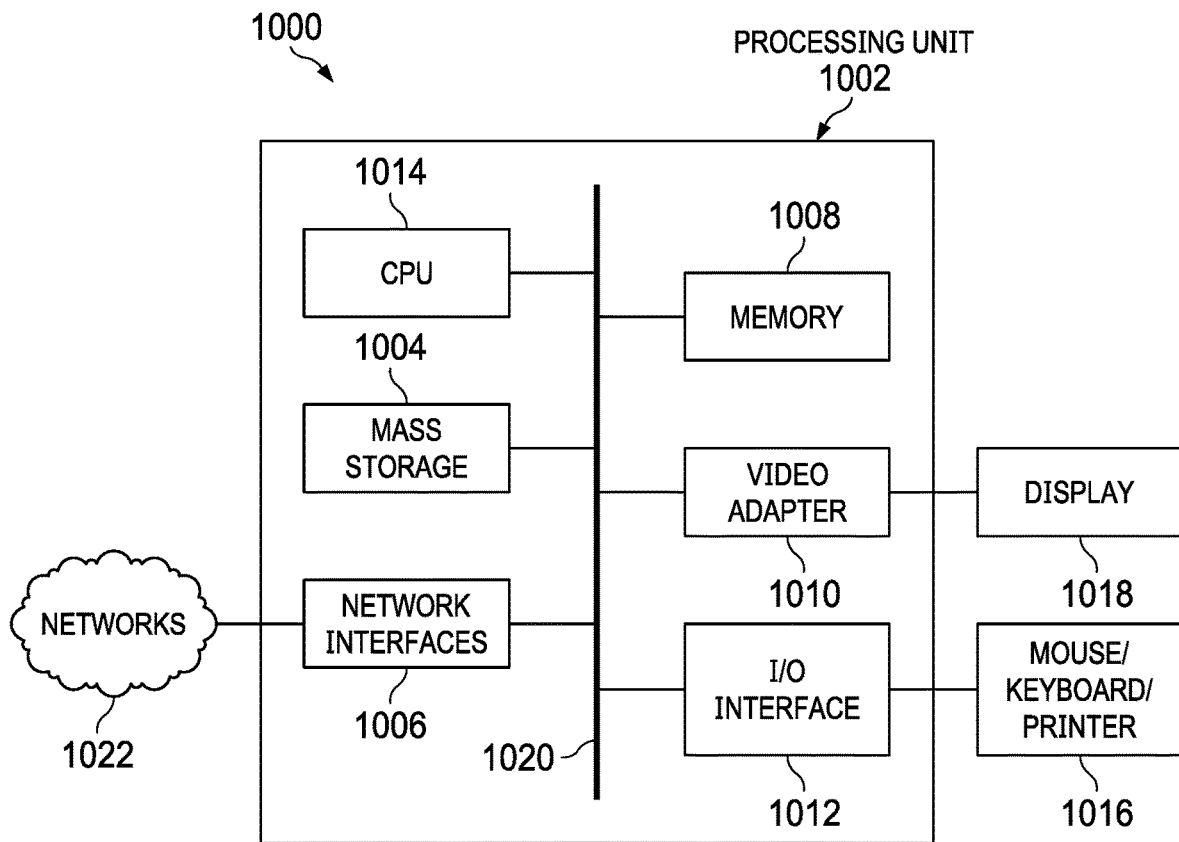 1000
PROCESSING UNIT
1002
1014
CPU
1008
MEMORY
1004
MASS
STORAGE
VIDEO
ADAPTER
1010
DISPLAY
1018
NETWORKS
1022
NETWORK
INTERFACES
1006
1020
I/O
INTERFACE
1012
MOUSE/
KEYBOARD/
PRINTER
1016